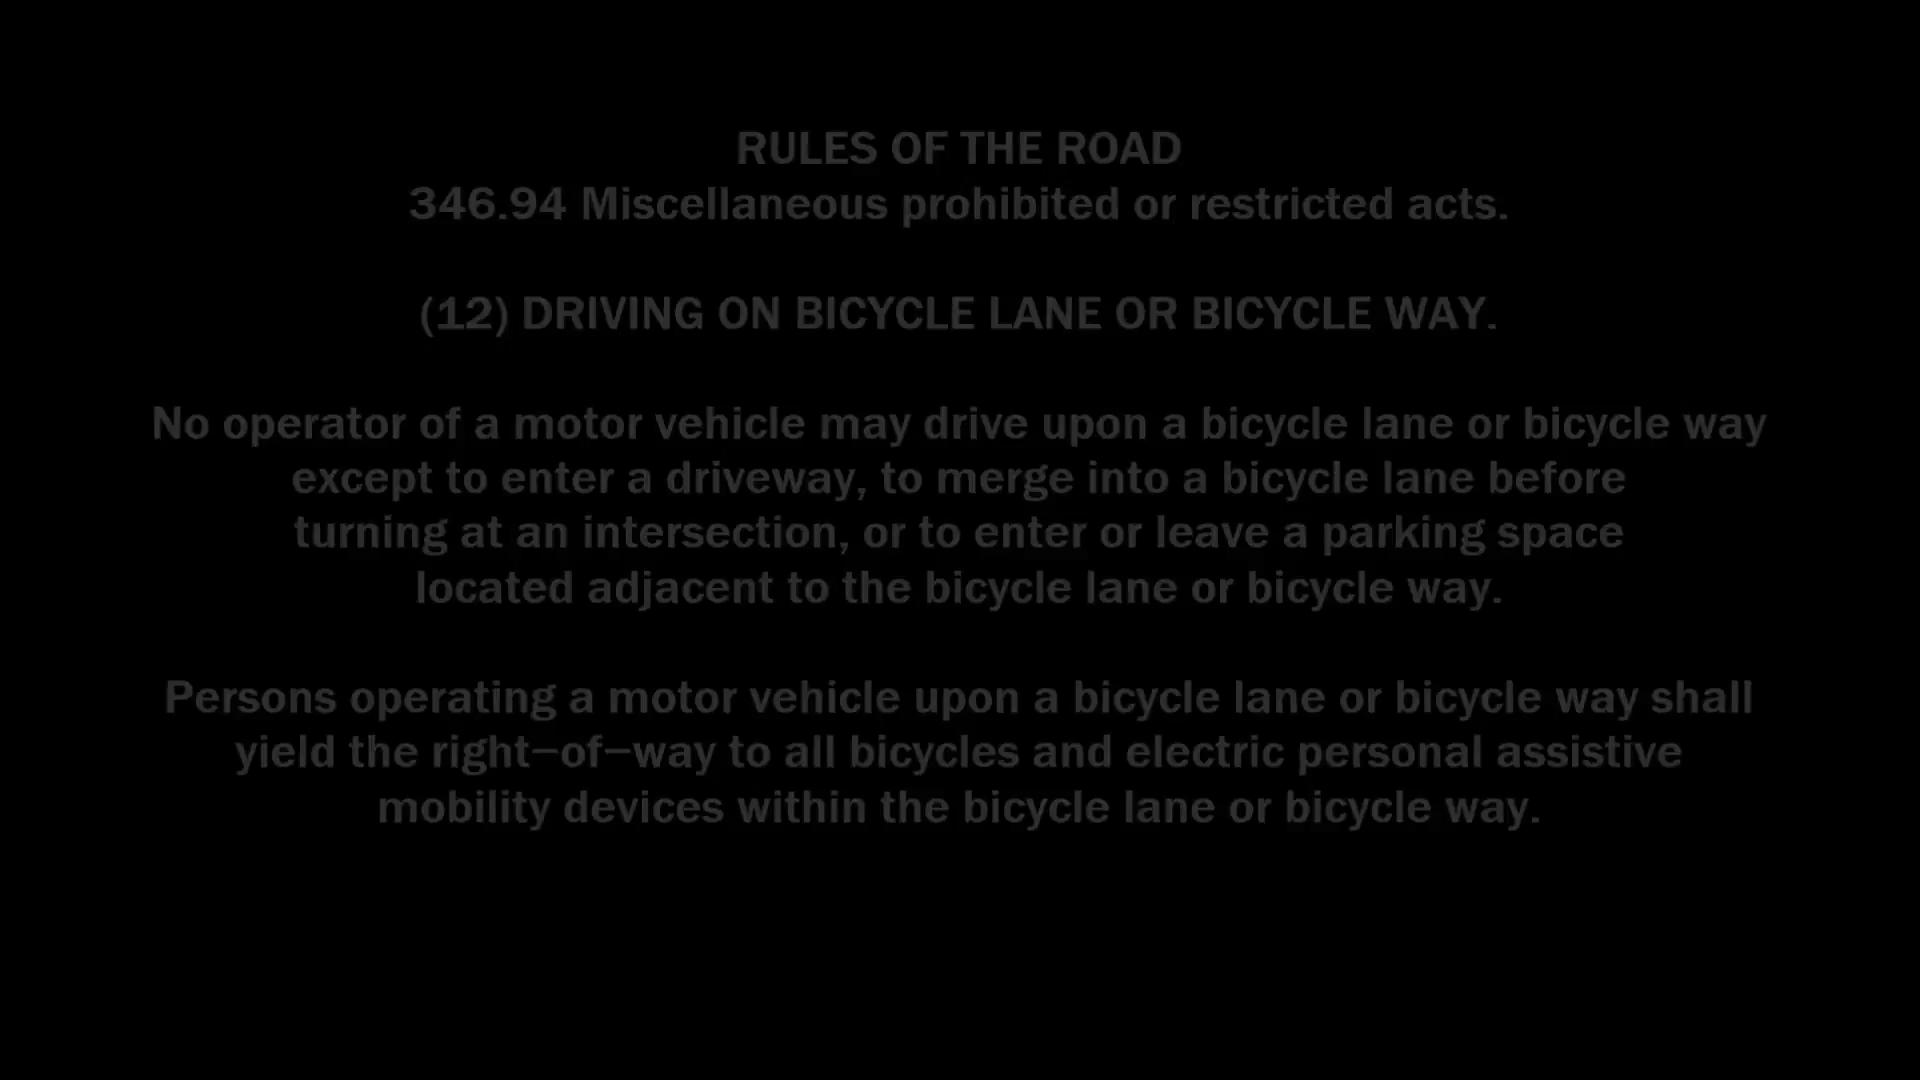 RULES OF THE ROAD
346.94 Miscellaneous prohibited or restricted acts.
(12) DRIVING ON BICYCLE LANE OR BICYCLE WAY.
No operator of a motor vehicle may drive upon a bicycle lane or bicycle way
except to enter a driveway, to merge into a bicycle lane before
turning at an intersection, or to enter or leave a parking space
located adjacent to the bicycle lane or bicycle way.
Persons operating a motor vehicle upon a bicycle lane or bicycle way shall
yield the right–of–way to all bicycles and electric personal assistive
mobility devices within the bicycle lane or bicycle way.